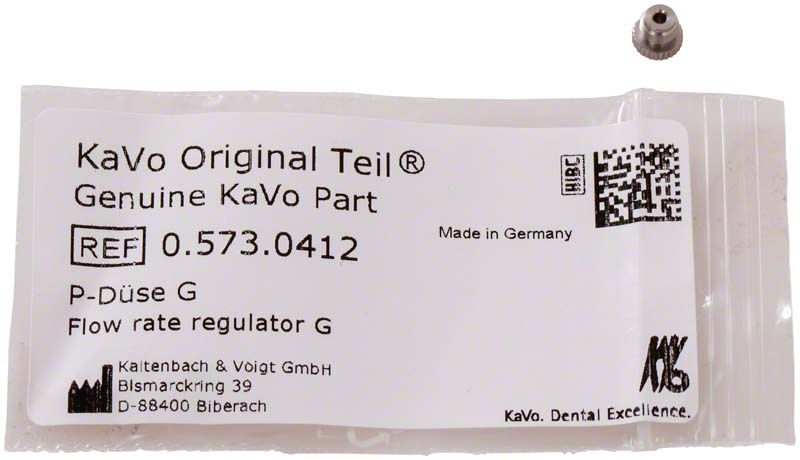 KaVo Original Teil®
Genuine KaVo Part
REF 0.573.0412
HIBC
Made in Germany
P-Düse G
Flow rate regulator G
Kaltenbach & Voigt GmbH
Bismarckring 39
D-88400 Biberach
KaVo. Dental Excellence.